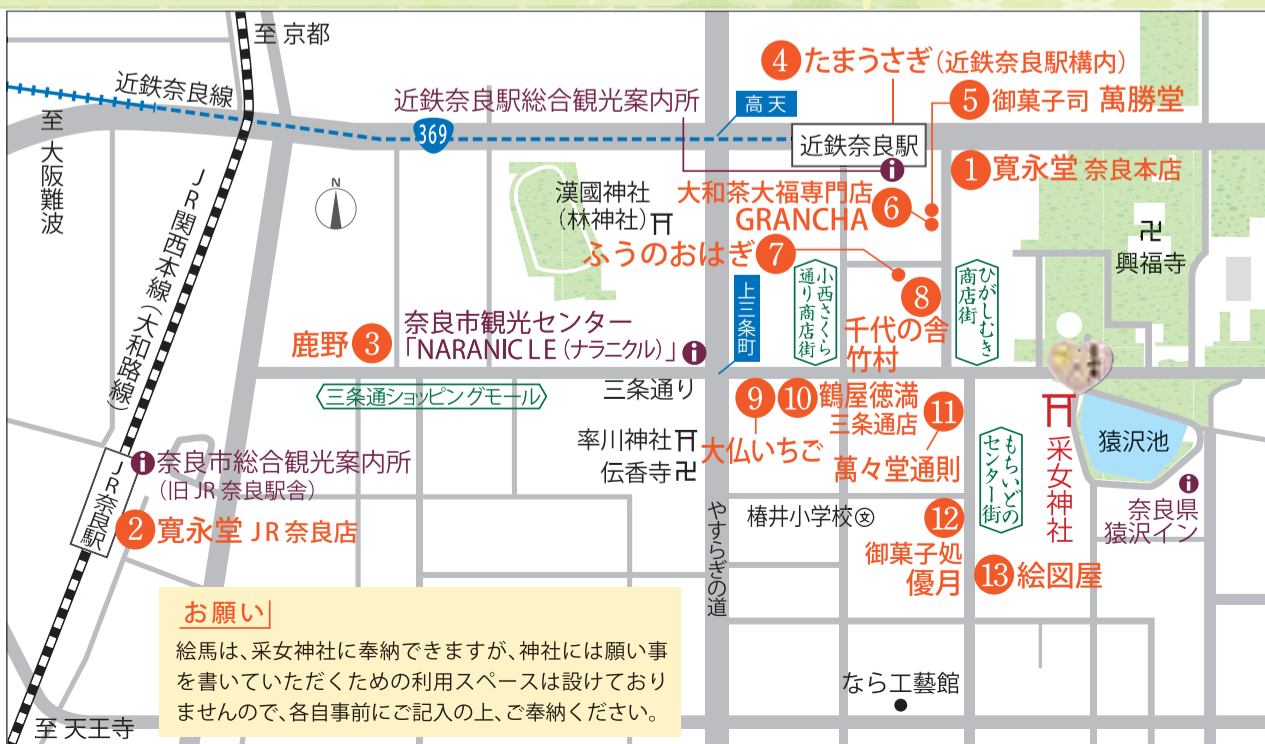 至 京都
近鉄奈良線
至 大阪難波
JR関西本線（大和路線）
369
近鉄奈良駅総合観光案内所
高天
④たまうさぎ（近鉄奈良駅構内）
⑤御菓子司 萬勝堂
近鉄奈良駅
①寛永堂 奈良本店
N
漢國神社
（林神社）
大和茶大福専門店
GRANCHA ⑥
ふうのおはぎ⑦
卍
興福寺
小西さくら
通り商店街
ひがしむき
商店街
上三条町
⑧
千代の舎
竹村
鹿野③
奈良市観光センター
「NARANICLE（ナラニクル）」
三条通ショッピングモール
三条通り
⑨
大仏いちご
⑩鶴屋徳満
三条通店
⑪
萬々堂通則
率川神社
伝香寺卍
もちいどの
センター街
采女神社
猿沢池
奈良県
猿沢イン
奈良市総合観光案内所
（旧JR奈良駅舎）
JR奈良駅
②寛永堂 JR奈良店
やすらぎの道
椿井小学校文
⑫
御菓子処
優月
⑬絵図屋
なら工藝館
お願い
絵馬は、采女神社に奉納できますが、神社には願い事
を書いていただくための利用スペースは設けており
ませんので、各自事前にご記入の上、ご奉納ください。
至 天王寺